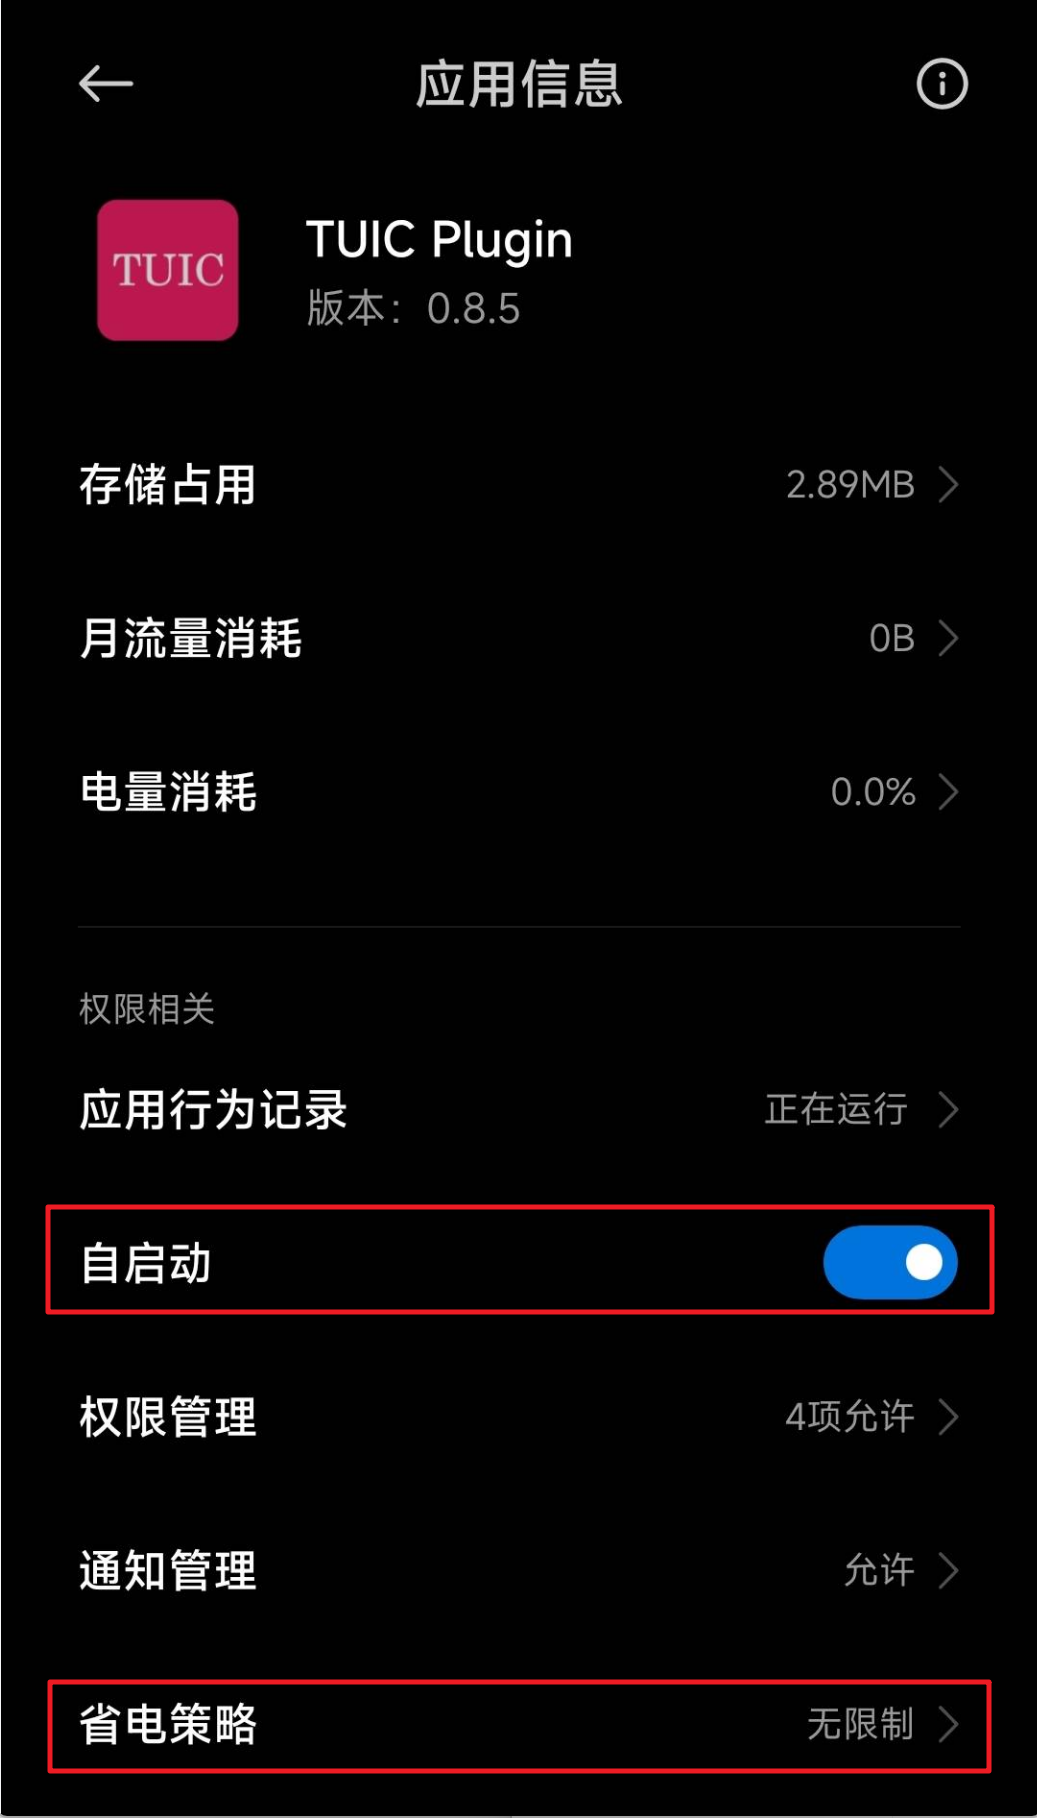 应用信息
TUIC
TUIC Plugin
版本：0.8.5
存储占用 2.89MB
月流量消耗 0B
电量消耗 0.0%
权限相关
应用行为记录 正在运行
自启动
权限管理 4项允许
通知管理 允许
省电策略 无限制